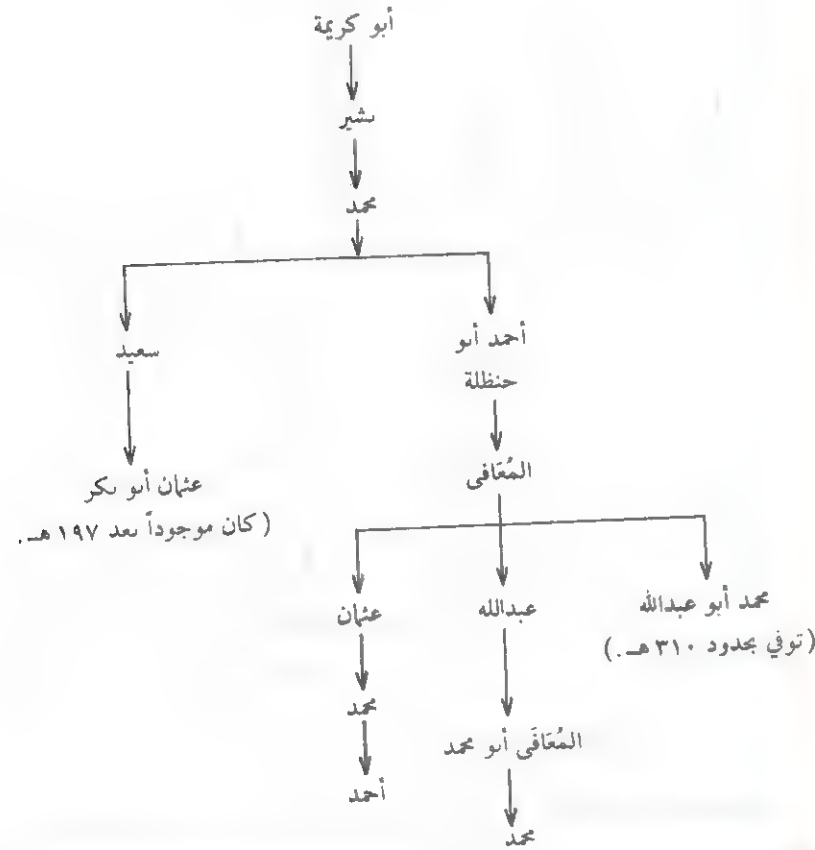 أبو كريمة
بشير
محمد
أحمد أبو
حنظلة
سعيد
المُعَافى
عثمان أبو بكر
(كان موجوداً بعد ١٩٧ هـ.
محمد أبو عبدالله
(توفي بحدود ٣١٠ هـ.)
عبدالله
عثمان
محمد
المُعَافَى أبو محمد
أحمد
محمد